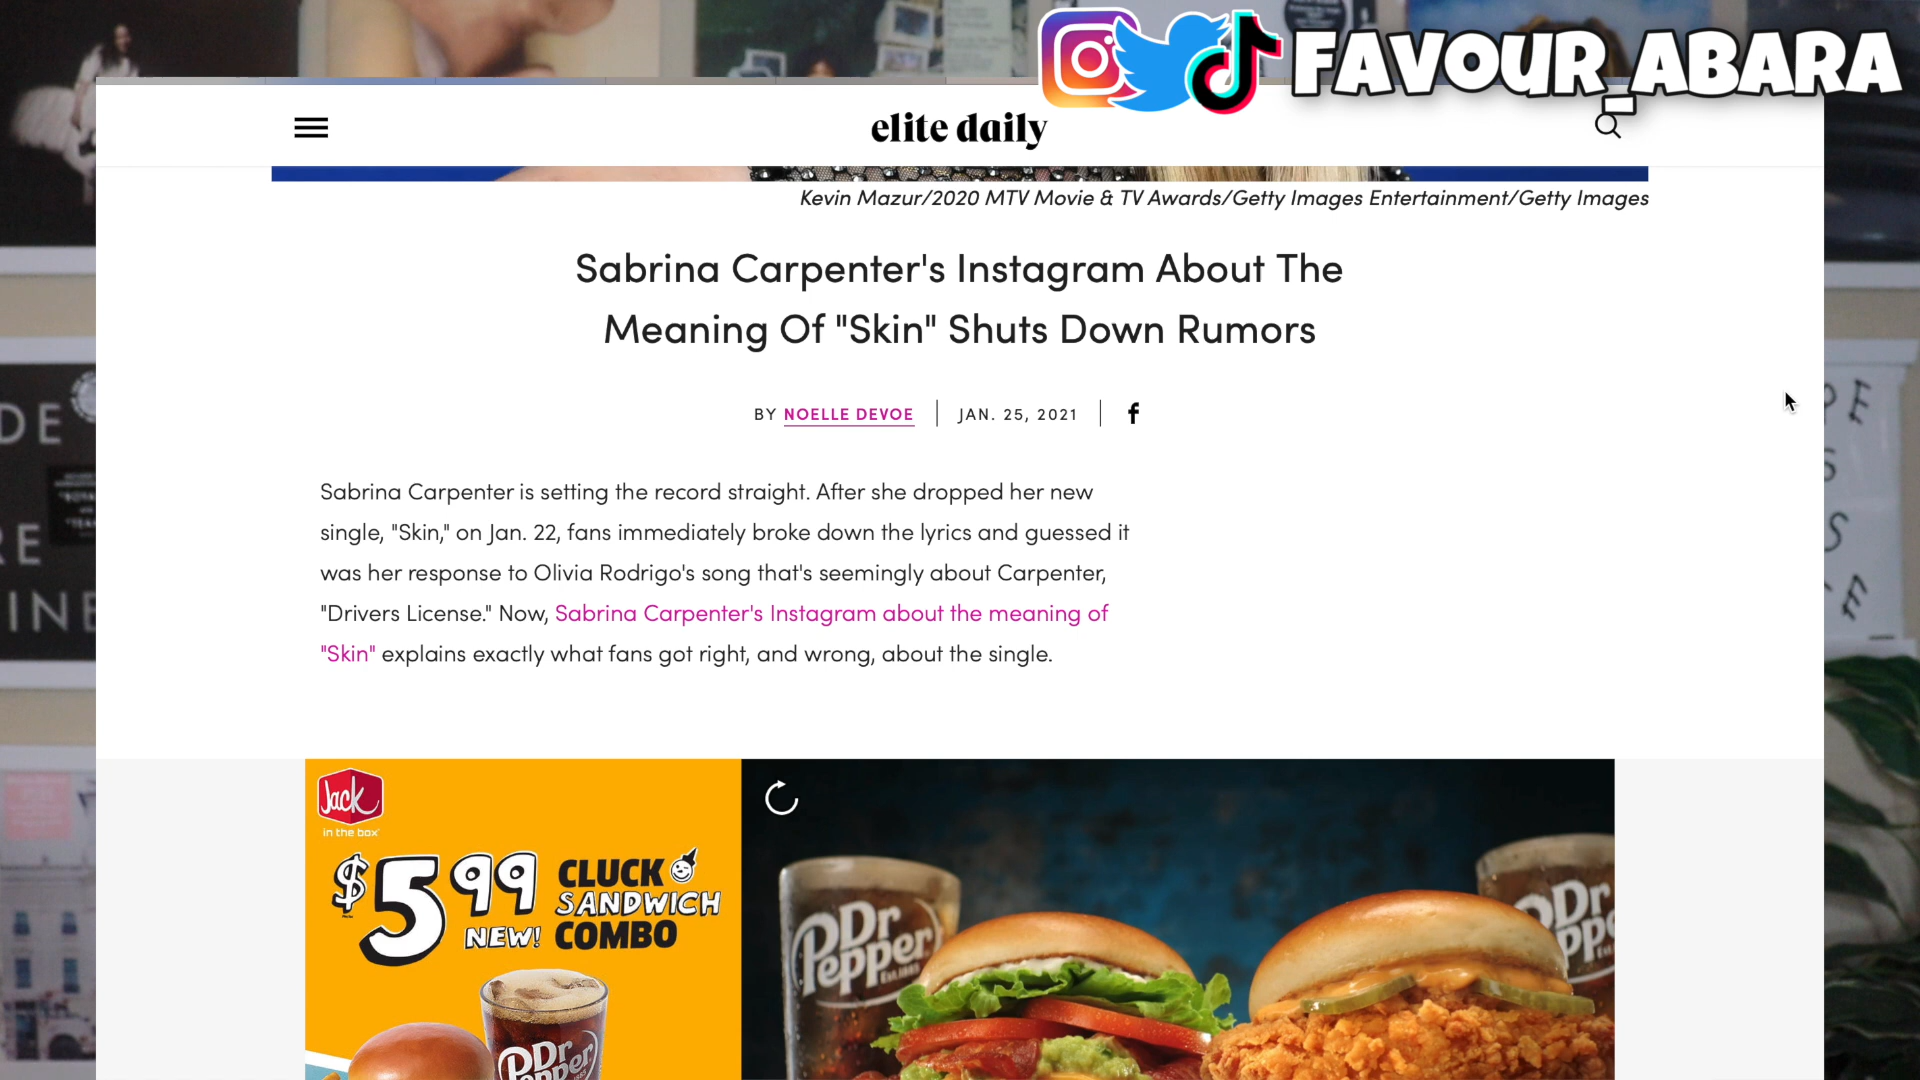 FAVOUR_ABARA
elite daily
Kevin Mazur/2020 MTV Movie & TV Awards/Getty Images Entertainment/Getty Images
Sabrina Carpenter's Instagram About The
Meaning Of "Skin" Shuts Down Rumors
BY NOELLE DEVOE JAN. 25, 2021 f
Sabrina Carpenter is setting the record straight. After she dropped her new
single, "Skin," on Jan. 22, fans immediately broke down the lyrics and guessed it
was her response to Olivia Rodrigo's song that's seemingly about Carpenter,
"Drivers License." Now, Sabrina Carpenter's Instagram about the meaning of
"Skin" explains exactly what fans got right, and wrong, about the single.
Jack
in the box
$5.99 CLUCK
SANDWICH
NEW! COMBO
Dr
Pepper
Dr
Dr
Pepper
DE
RE
INE